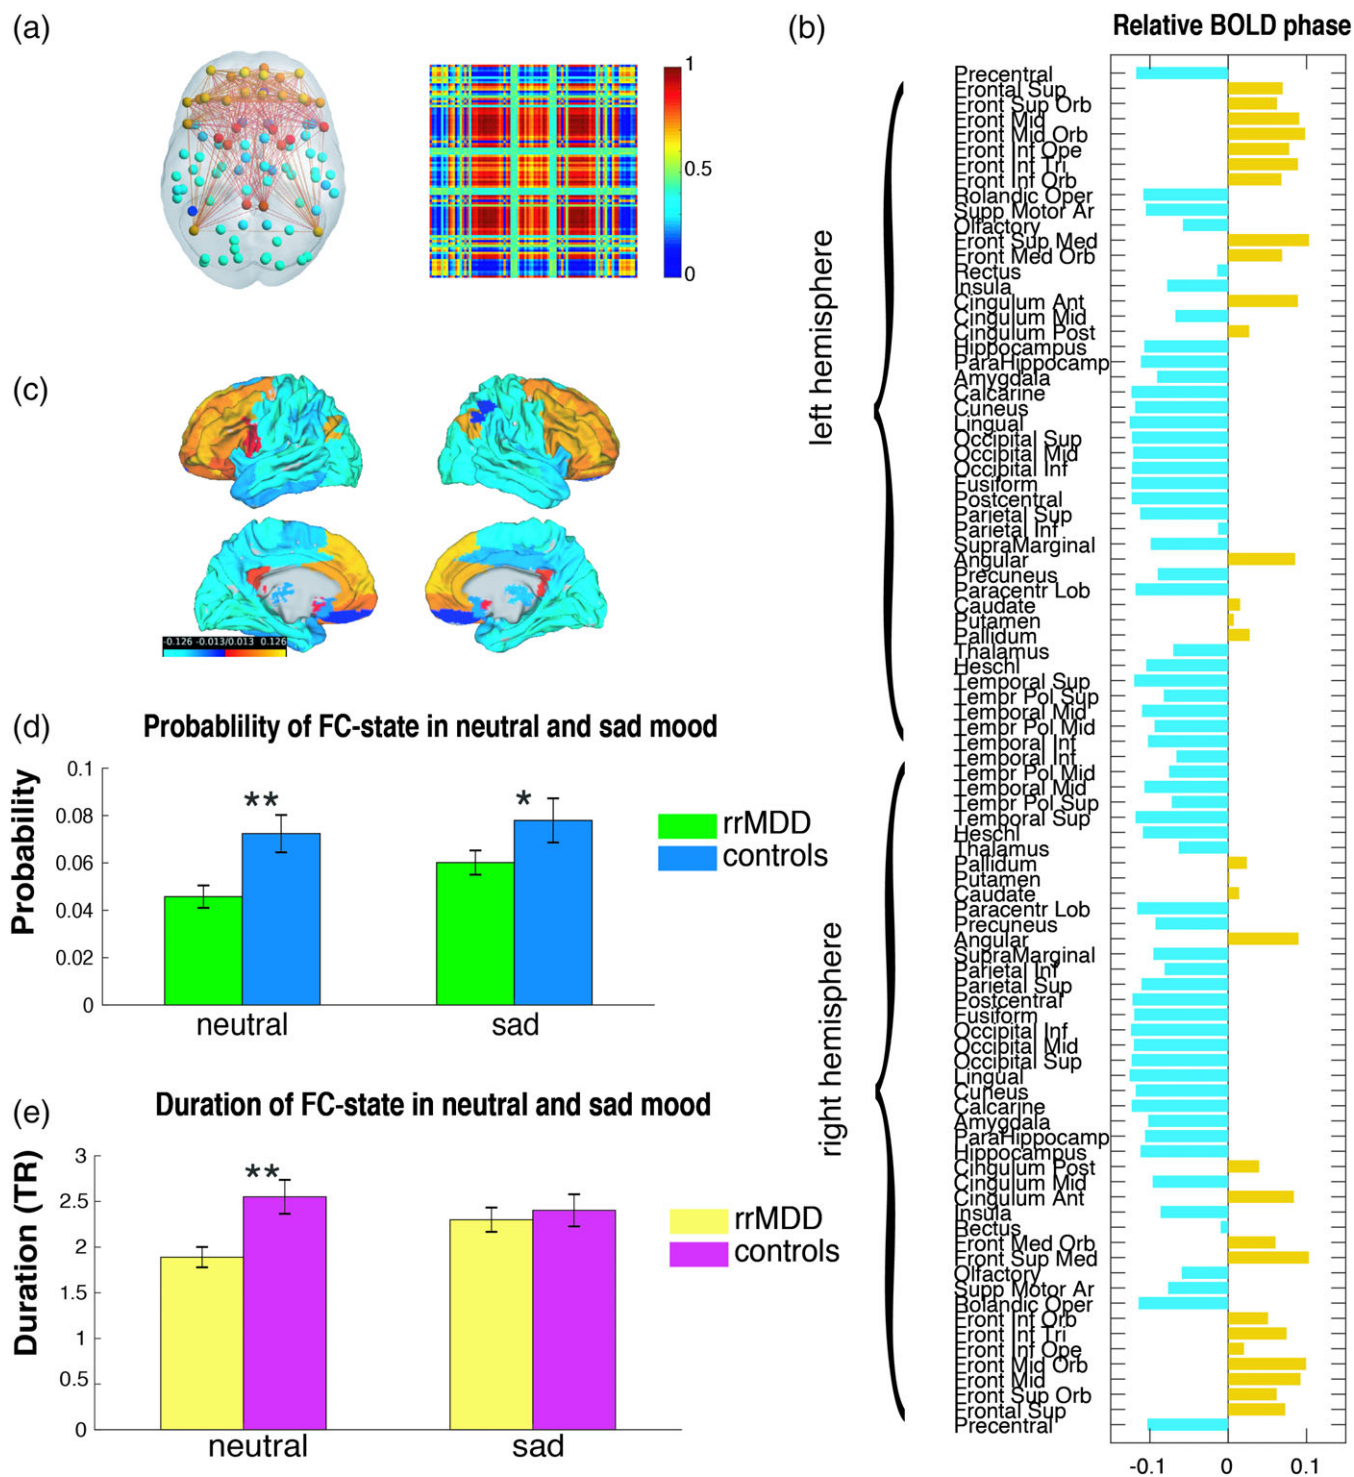 (a)
1
0.5
0
(b)
Relative BOLD phase
left hemisphere
right hemisphere
Precentral
Frontal Sup
Front Sup Orb
Front Mid
Front Mid Orb
Front Inf Ope
Front Inf Tri
Front Inf Orb
Rolandic Oper
Supp Motor Ar
Olfactory
Front Sup Med
Front Med Orb
Rectus
Insula
Cingulum Ant
Cingulum Mid
Cingulum Post
Hippocampus
ParaHippocamp
Amygdala
Calcarine
Cuneus
Lingual
Occipital Sup
Occipital Mid
Occipital Inf
Fusiform
Postcentral
Parietal Sup
Parietal Inf
SupraMarginal
Angular
Precuneus
Paracentr Lob
Caudate
Putamen
Pallidum
Thalamus
Heschl
Temporal Sup
Tempr Pol Sup
Temporal Mid
Tempr Pol Mid
Temporal Inf
Temporal Inf
Tempr Pol Mid
Temporal Mid
Tempr Pol Sup
Temporal Sup
Heschl
Thalamus
Pallidum
Putamen
Caudate
Paracentr Lob
Precuneus
Angular
SupraMarginal
Parietal Inf
Parietal Sup
Postcentral
Fusiform
Occipital Inf
Occipital Mid
Occipital Sup
Lingual
Cuneus
Calcarine
Amygdala
ParaHippocamp
Hippocampus
Cingulum Post
Cingulum Mid
Cingulum Ant
Insula
Rectus
Front Med Orb
Front Sup Med
Olfactory
Supp Motor Ar
Rolandic Oper
Front Inf Orb
Front Inf Tri
Front Inf Ope
Front Mid Orb
Front Mid
Front Sup Orb
Frontal Sup
Precentral
-0.1 0 0.1
(c)
-0.126 -0.013/0.013 0.126
(d)
Probablility of FC-state in neutral and sad mood
Probability
0.1
0.08
0.06
0.04
0.02
0
**
*
neutral sad
rrMDD
controls
(e)
Duration of FC-state in neutral and sad mood
Duration (TR)
3
2.5
2
1.5
1
0.5
0
**
neutral sad
rrMDD
controls